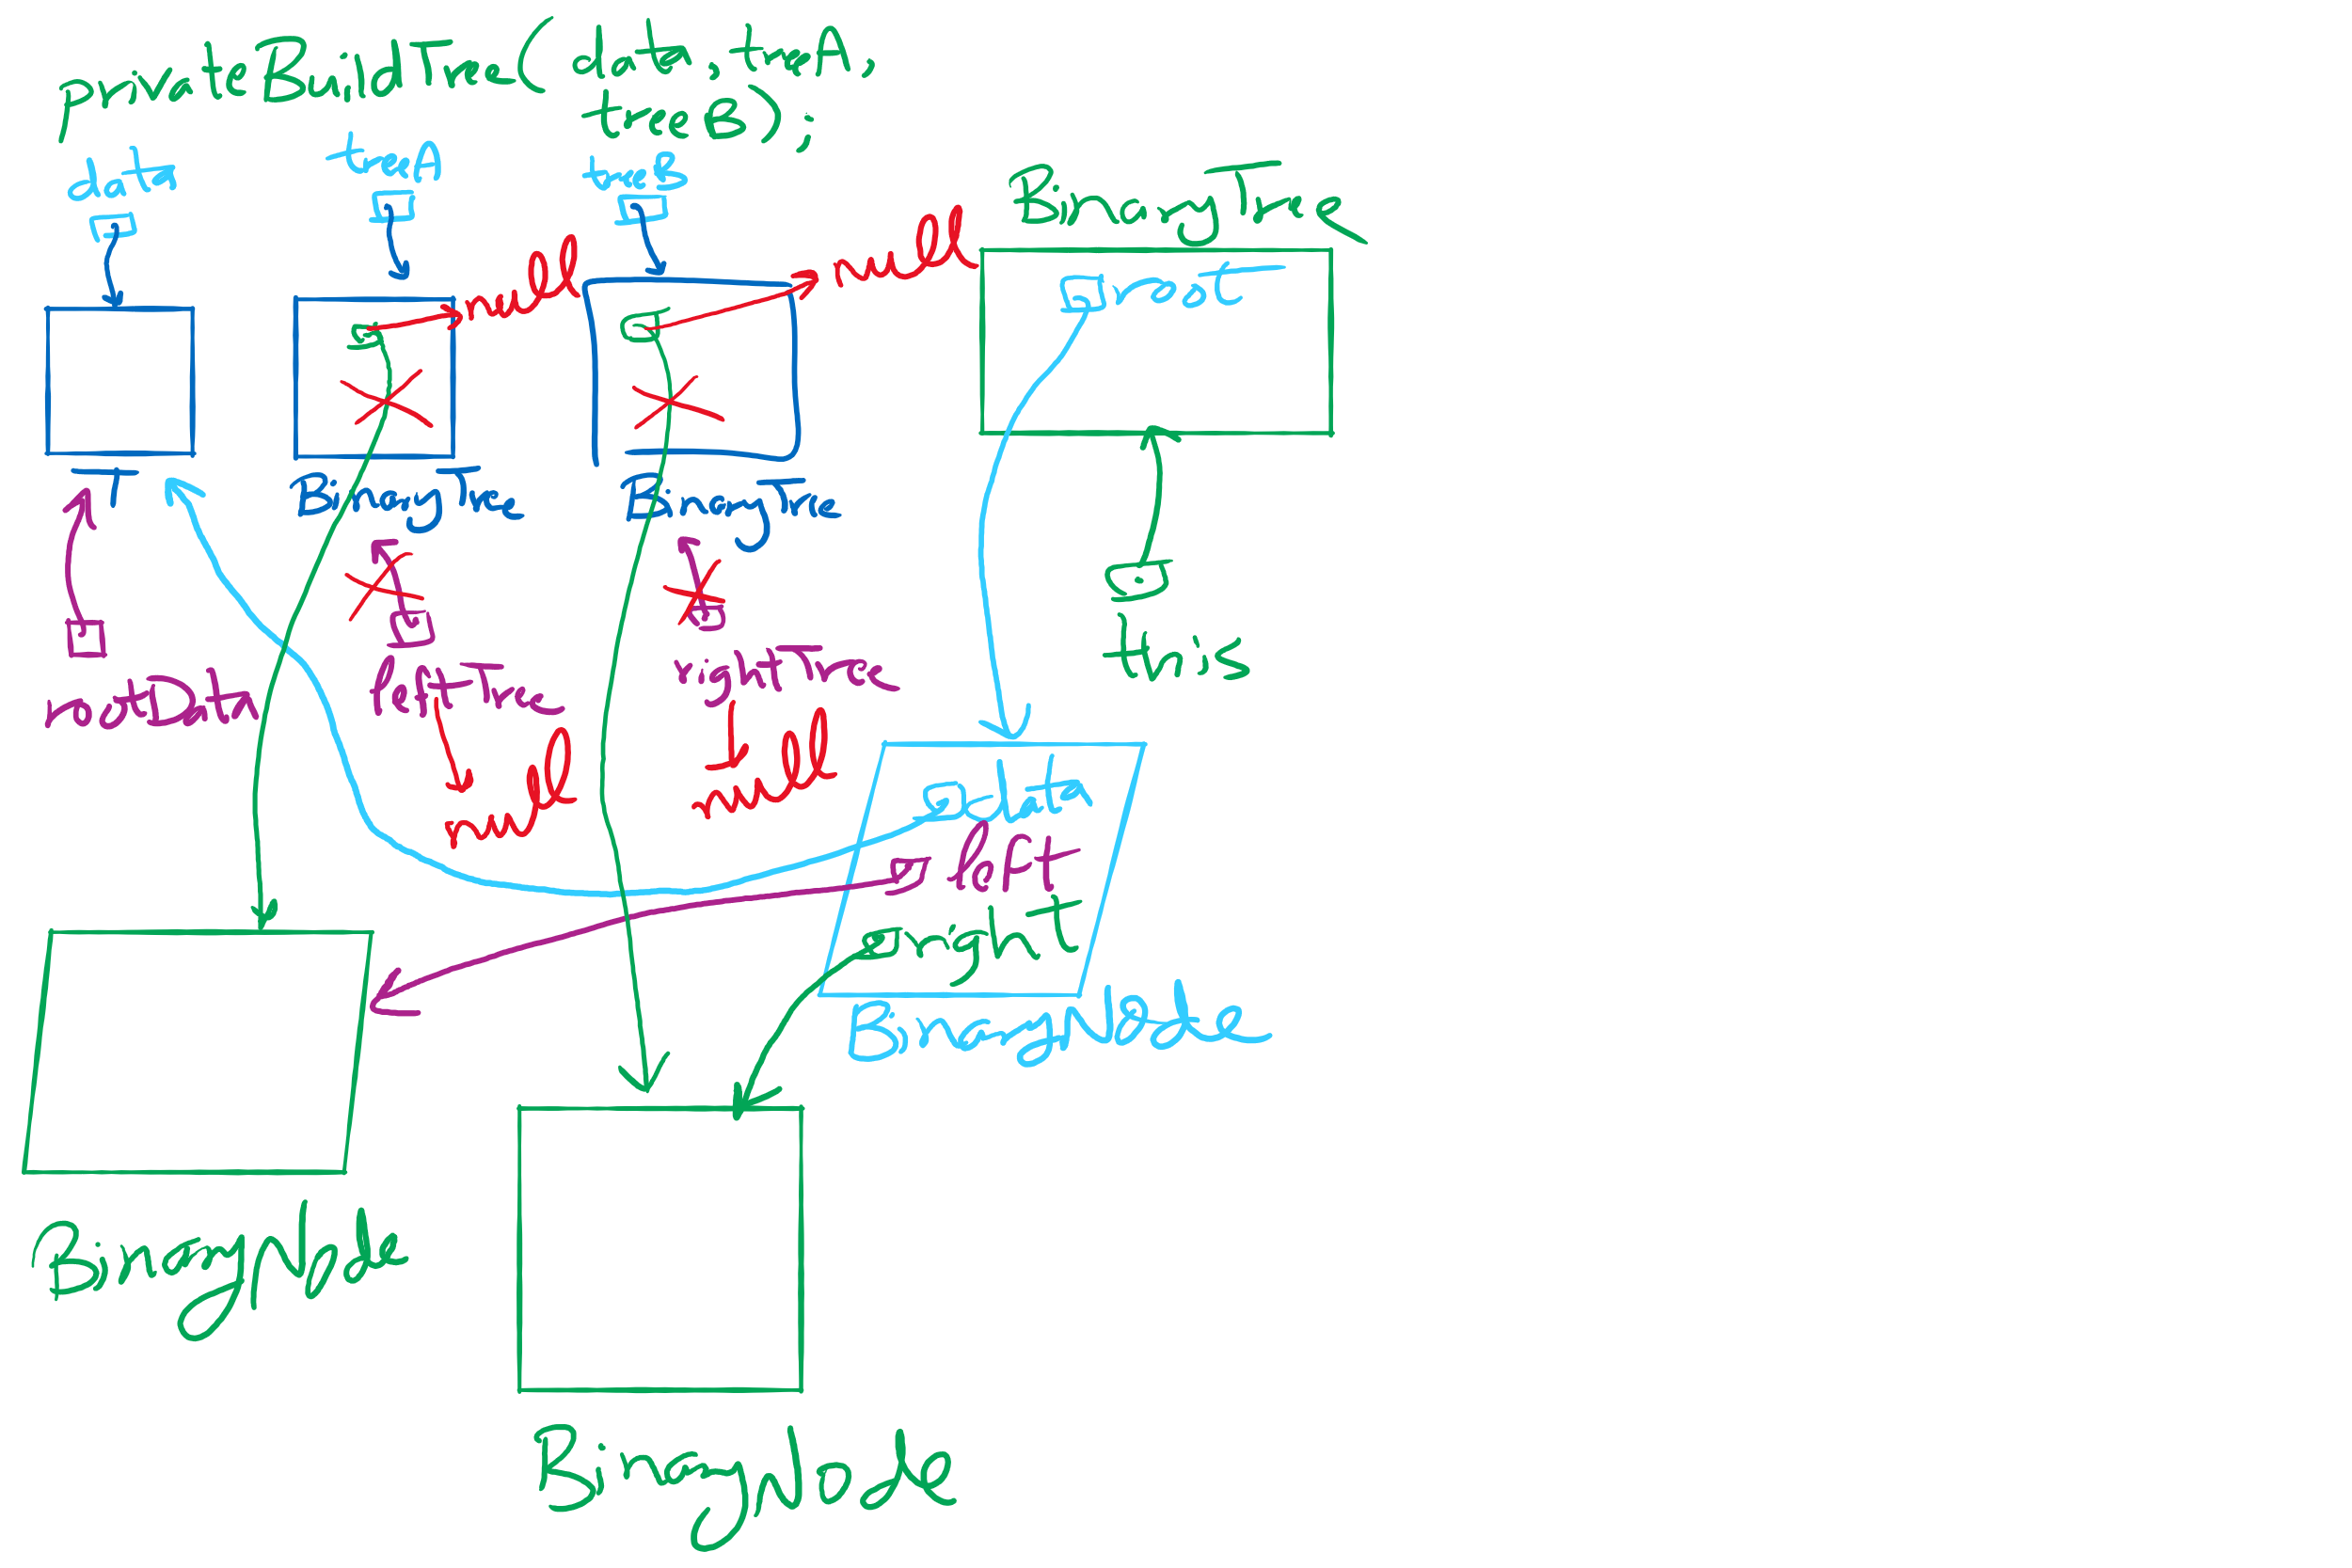 privateBuildTree( data, treeA,
treeB);
data
treeA
treeB
BinaryTree
null
null
root
T
BinaryTree
BinaryTree
this
rootData
leftTree
rightTree
null
null
data
left
right
BinaryNode
BinaryNode
BinaryNode